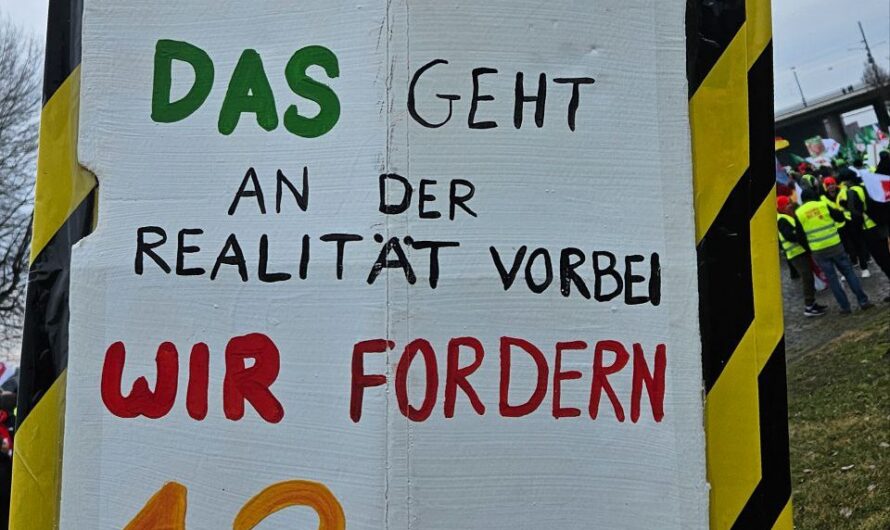 DAS GEHT
AN DER
REALITÄT VORBEI
WIR FORDERN